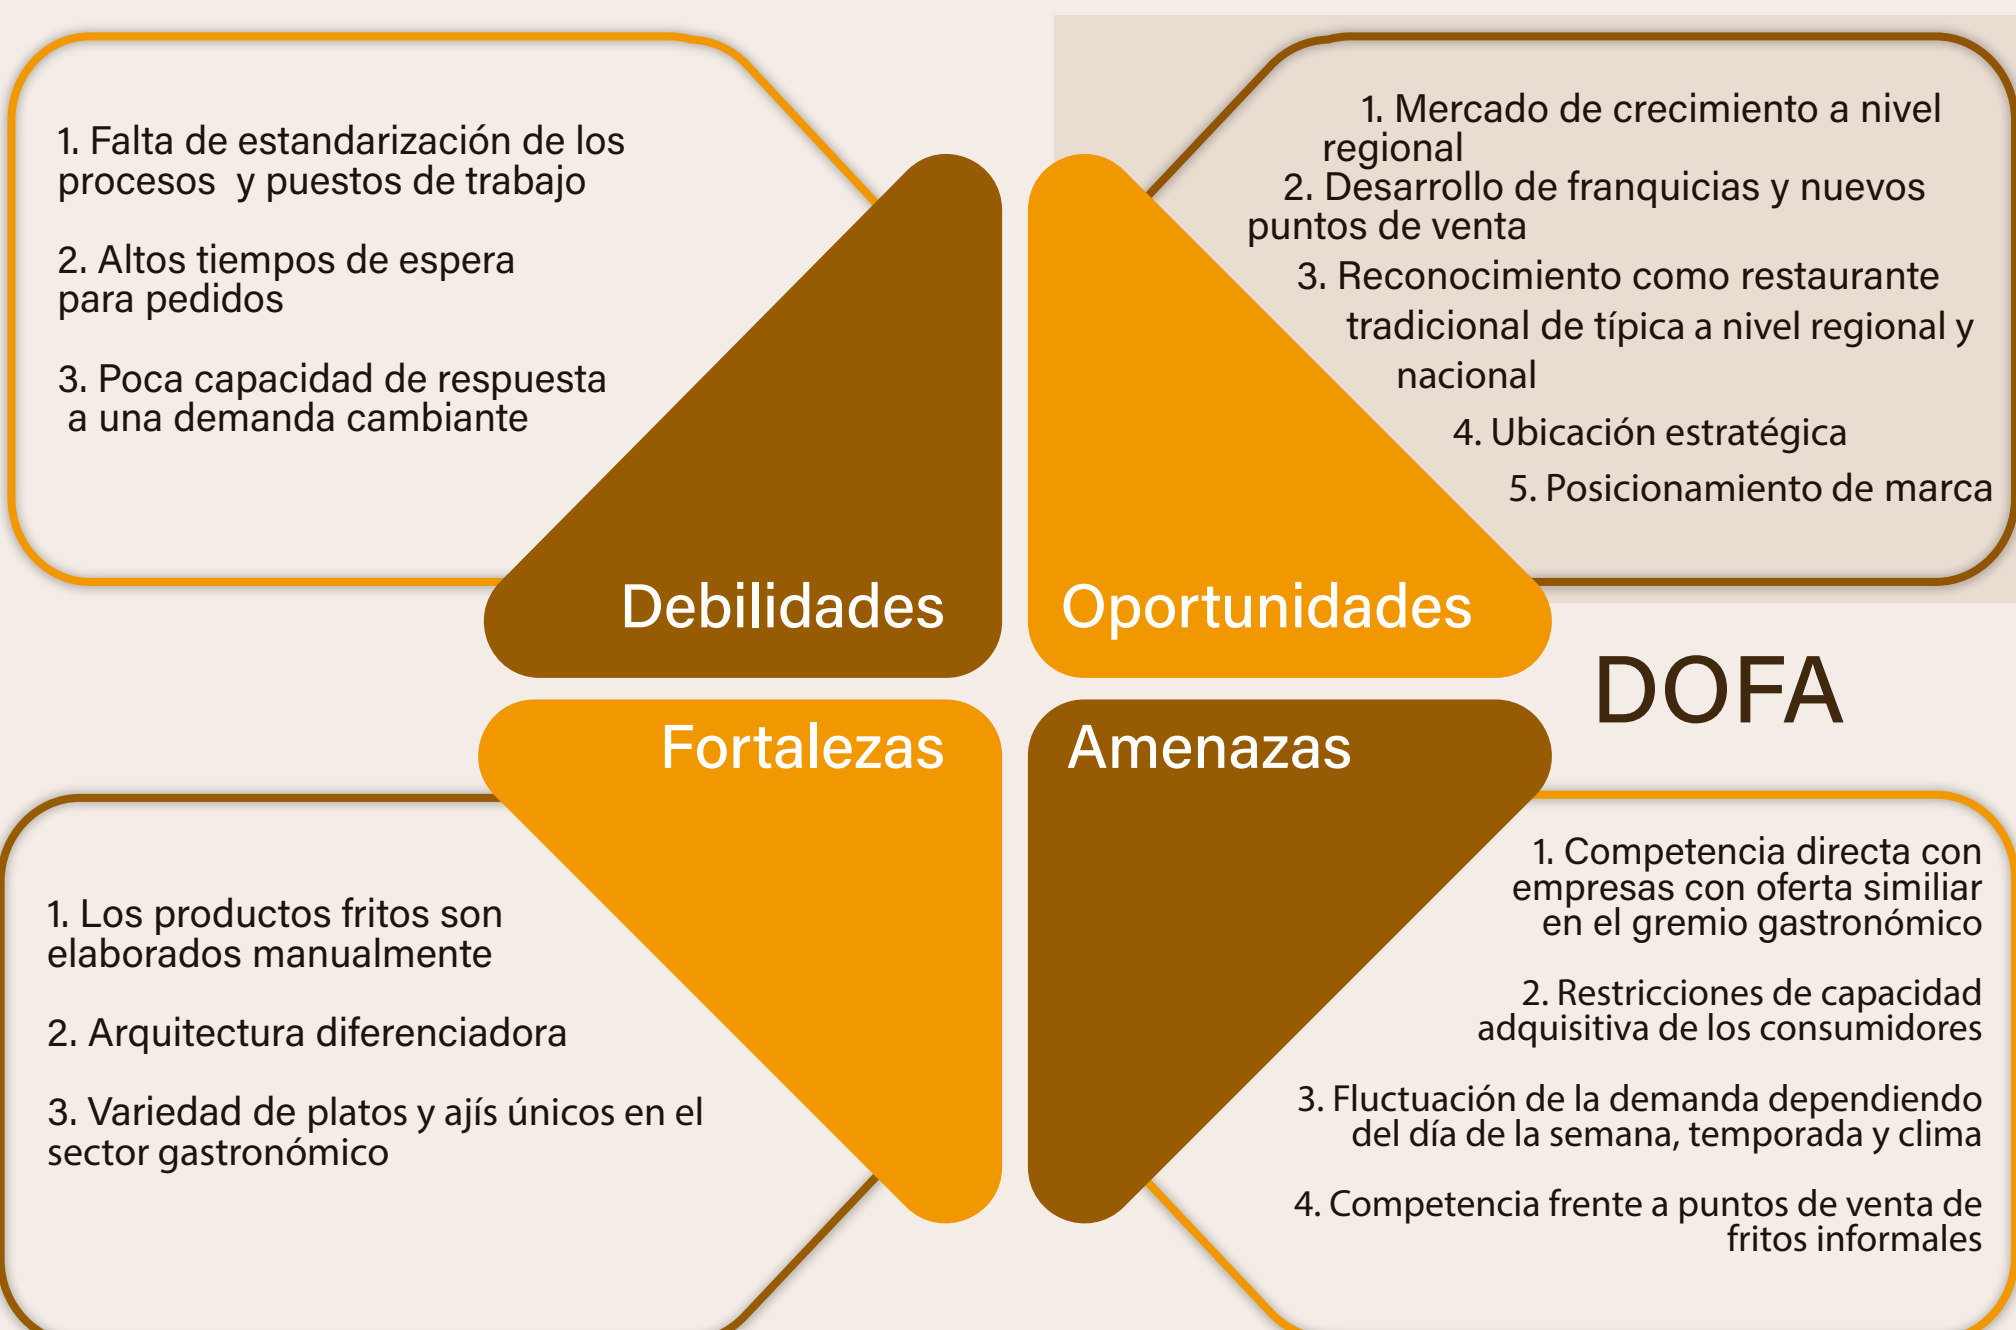 1. Falta de estandarización de los
procesos y puestos de trabajo
2. Altos tiempos de espera
para pedidos
3. Poca capacidad de respuesta
a una demanda cambiante
Debilidades
1. Mercado de crecimiento a nivel
regional
2. Desarrollo de franquicias y nuevos
puntos de venta
3. Reconocimiento como restaurante
tradicional de típica a nivel regional y
nacional
4. Ubicación estratégica
5. Posicionamiento de marca
Oportunidades
DOFA
Fortalezas
1. Los productos fritos son
elaborados manualmente
2. Arquitectura diferenciadora
3. Variedad de platos y ajís únicos en el
sector gastronómico
Amenazas
1. Competencia directa con
empresas con oferta similiar
en el gremio gastronómico
2. Restricciones de capacidad
adquisitiva de los consumidores
3. Fluctuación de la demanda dependiendo
del día de la semana, temporada y clima
4. Competencia frente a puntos de venta de
fritos informales